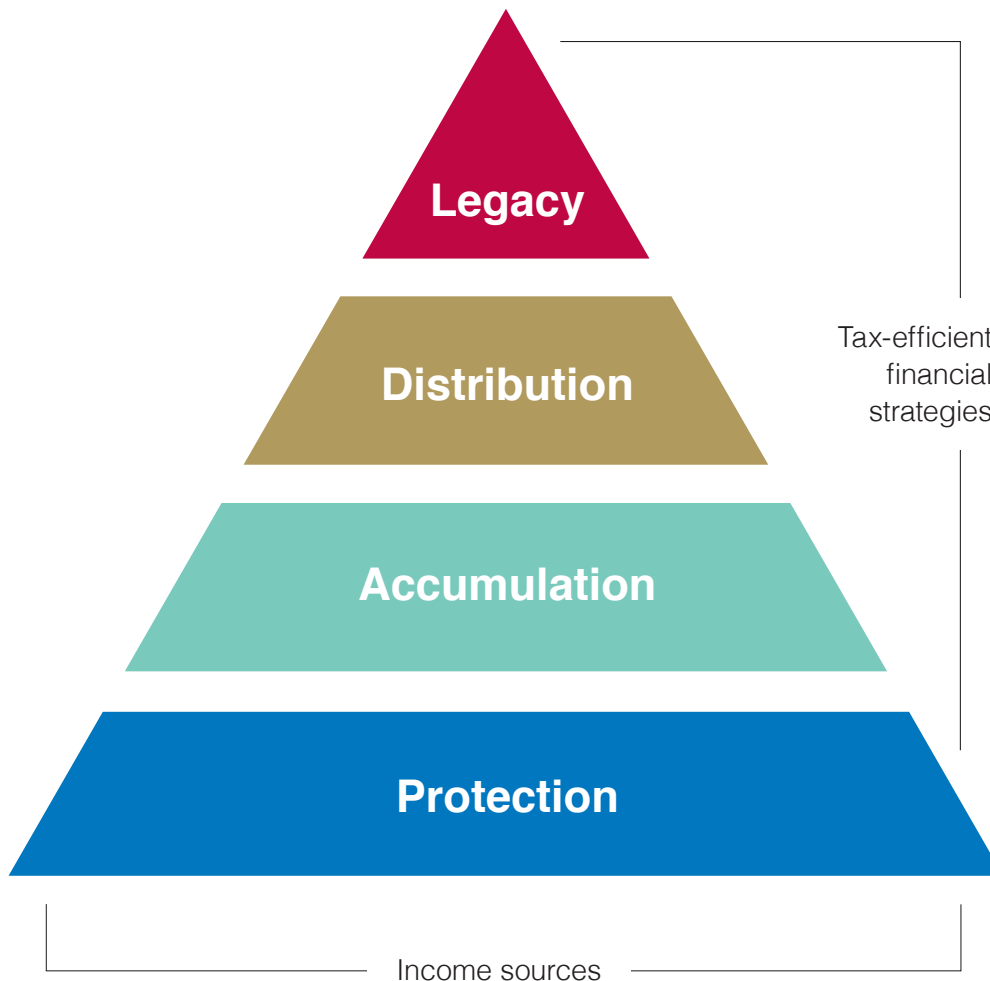 Legacy
Distribution
Tax-efficient
financial
strategies
Accumulation
Protection
Income sources